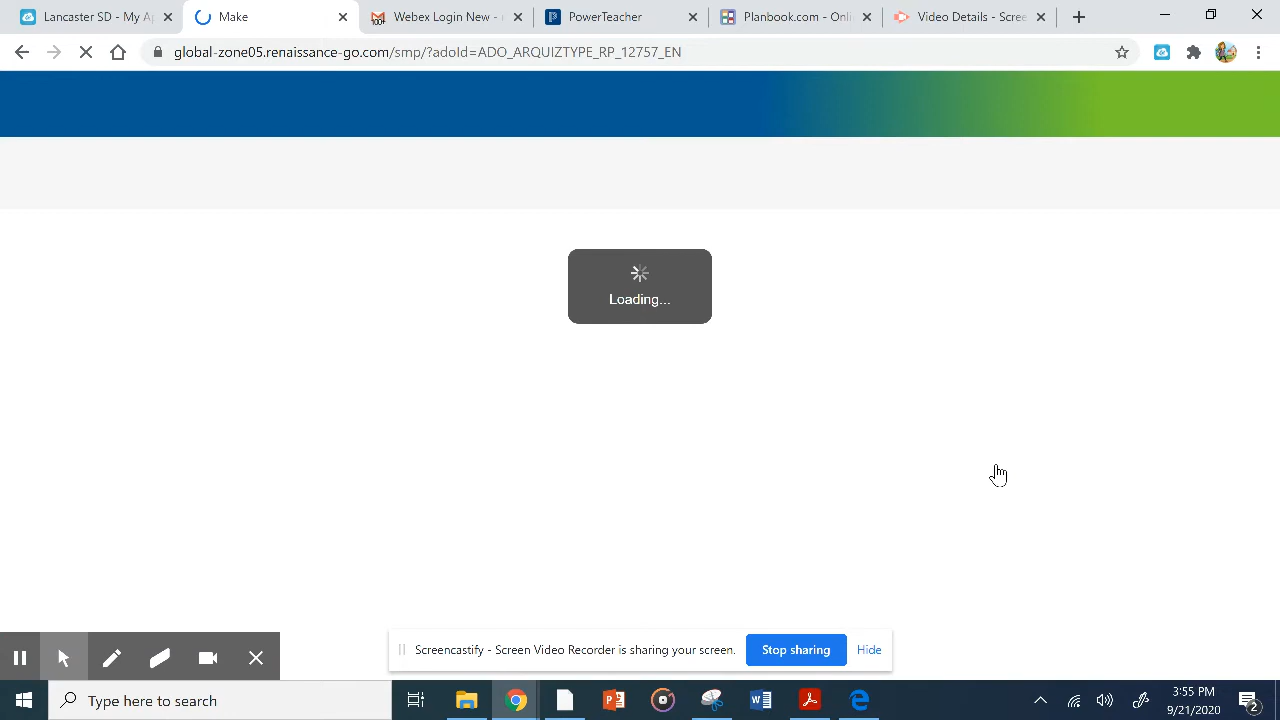 Lancaster SD - My Ap
Make
Webex Login New -
PowerTeacher
Planbook.com - Onli
Video Details - Scree
global-zone05.renaissance-go.com/smp/?adoId=ADO_ARQUIZTYPE_RP_12757_EN
Loading...
Screencastify - Screen Video Recorder is sharing your screen.
Stop sharing
Hide
Type here to search
3:55 PM
9/21/2020
2